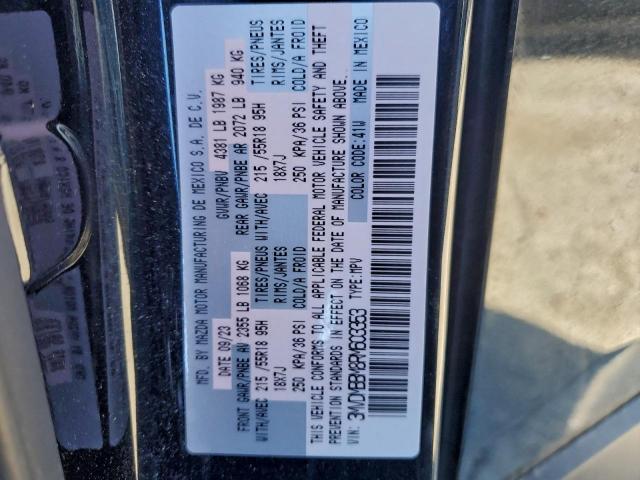 MFD. BY MAZDA MOTOR MANUFACTURING DE MEXICO S.A. DE C.V.
DATE 09/23 GVWR/PNBV 4381 LB 1987 KG
FRONT GAWR/PNBE AV 2355 LB 1068 KG REAR GAWR/PNBE AR 2072 LB 940 KG
WITH/AVEC 215 /55R18 95H TIRES/PNEUS WITH/AVEC 215 /55R18 95H TIRES/PNEUS
18X7J RIMS/JANTES 18X7J RIMS/JANTES
250 KPA/36 PSI COLD/A FROID 250 KPA/36 PSI COLD/A FROID
THIS VEHICLE CONFORMS TO ALL APPLICABLE FEDERAL MOTOR VEHICLE SAFETY AND THEFT
PREVENTION STANDARDS IN EFFECT ON THE DATE OF MANUFACTURE SHOWN ABOVE.
VIN: TYPE:MPV COLOR CODE:41W MADE IN MEXICO